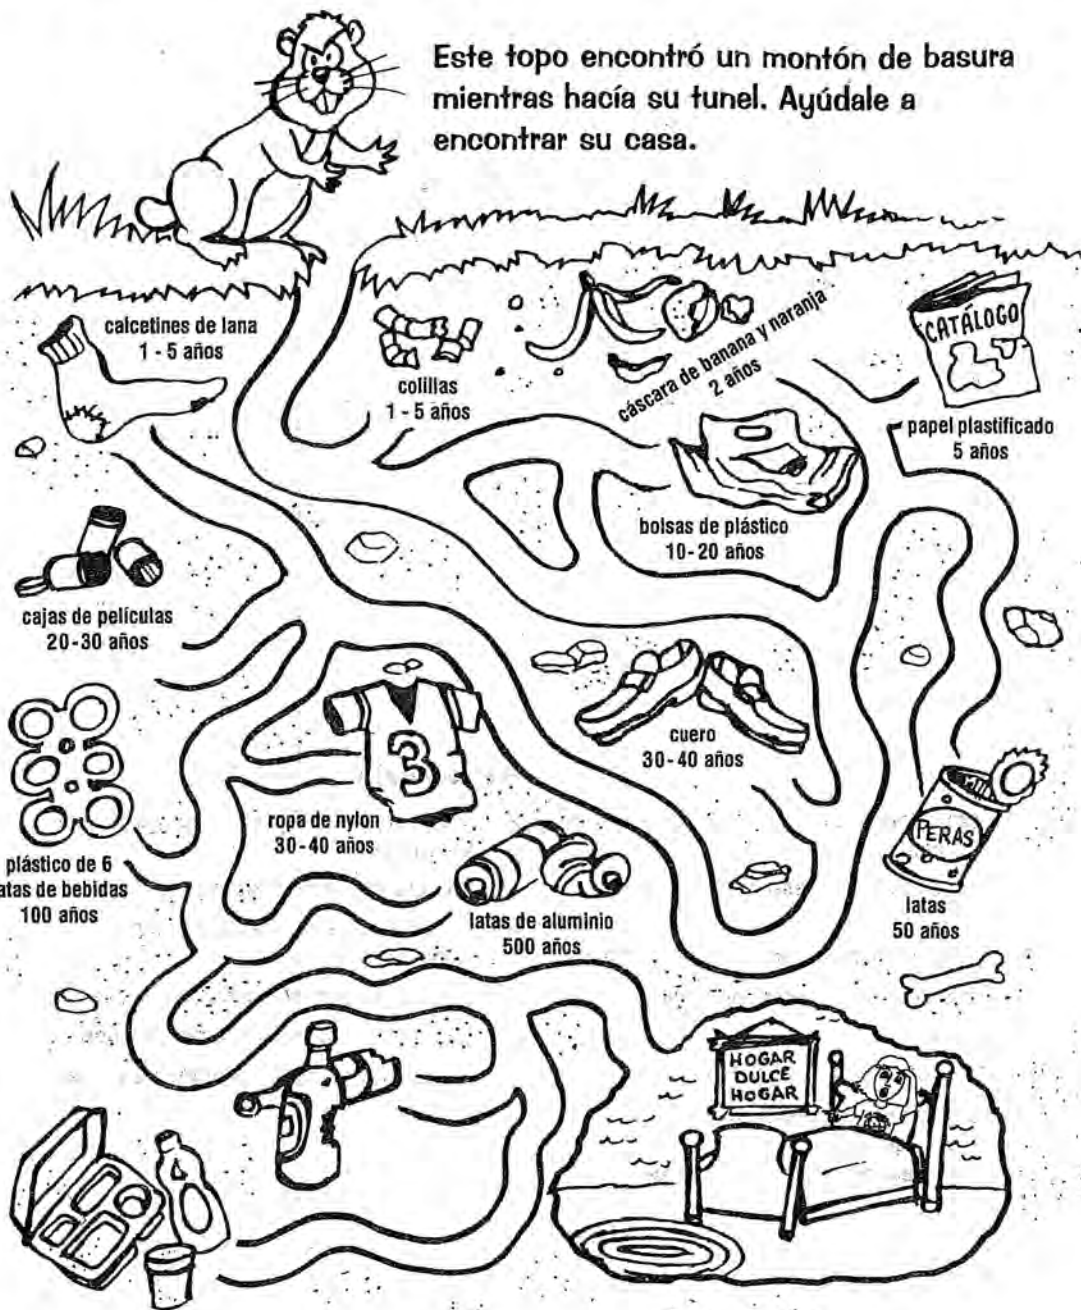 Este topo encontró un montón de basura
mientras hacía su tunel. Ayúdale a
encontrar su casa.
calcetines de lana
1 - 5 años
colillas
1 - 5 años
cáscara de banana y naranja
2 años
CATÁLOGO
papel plastificado
5 años
bolsas de plástico
10-20 años
cajas de películas
20-30 años
cuero
30-40 años
3
ropa de nylon
30-40 años
PERAS
latas
50 años
plástico de 6
latas de bebidas
100 años
latas de aluminio
500 años
HOGAR
DULCE
HOGAR